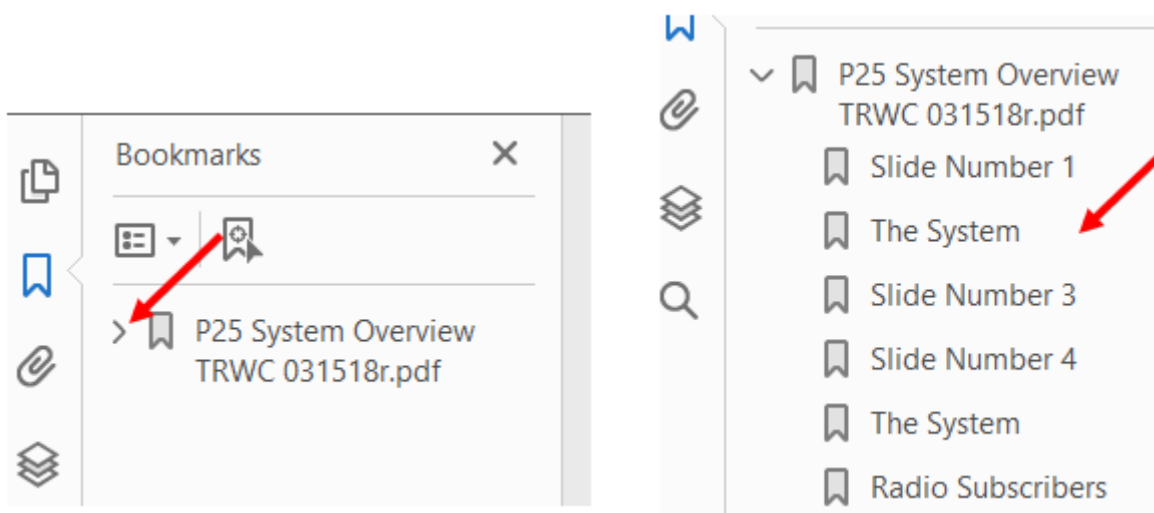 Bookmarks
P25 System Overview
TRWC 031518r.pdf
P25 System Overview
TRWC 031518r.pdf
Slide Number 1
The System
Slide Number 3
Slide Number 4
The System
Radio Subscribers